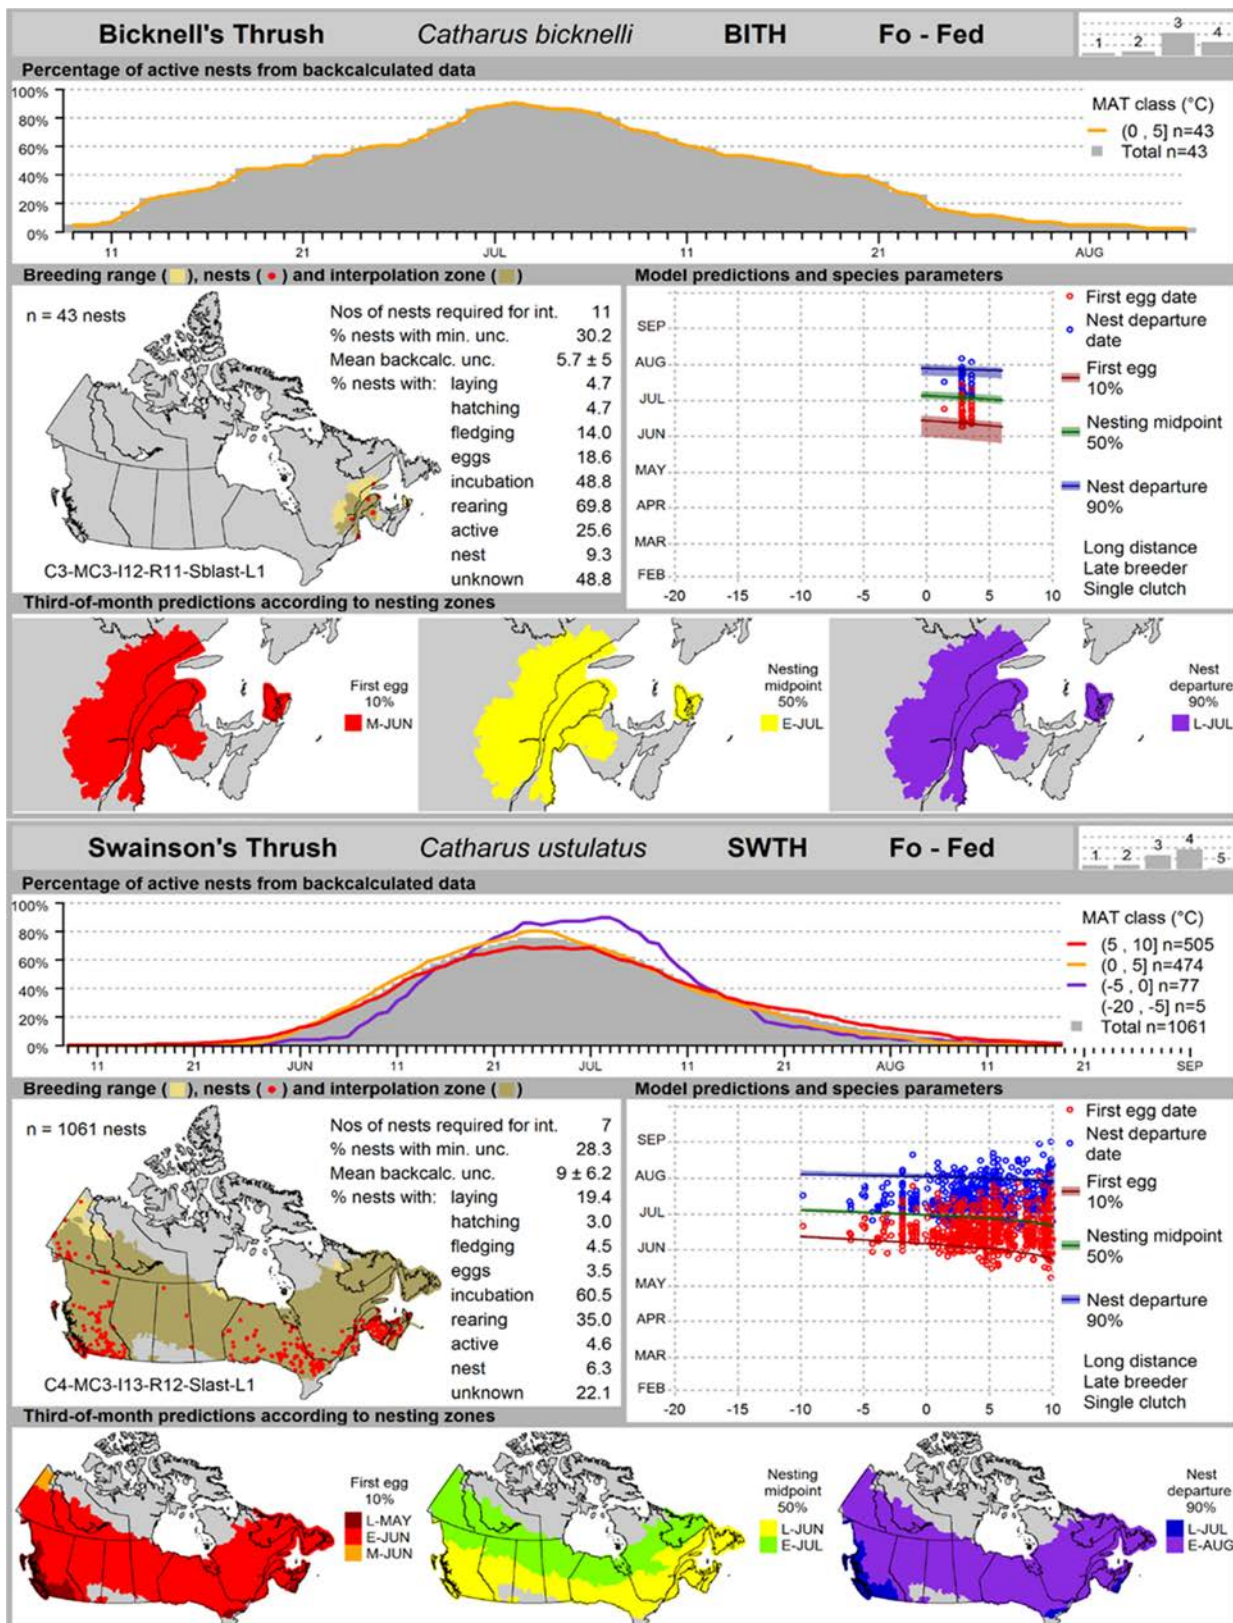 Bicknell's Thrush Catharus bicknelli BITH Fo - Fed
1 2 3 4
Percentage of active nests from backcalculated data
100%
80%
60%
40%
20%
0%
11 21 JUL 11 21 AUG
MAT class (°C)
(0 , 5] n=43
Total n=43
Breeding range ( ), nests ( ) and interpolation zone ( )
n = 43 nests
Nos of nests required for int. 11
% nests with min. unc. 30.2
Mean backcalc. unc. 5.7 ± 5
% nests with: laying 4.7
hatching 4.7
fledging 14.0
eggs 18.6
incubation 48.8
rearing 69.8
active 25.6
nest 9.3
unknown 48.8
C3-MC3-I12-R11-Sblast-L1
Model predictions and species parameters
SEP
AUG
JUL
JUN
MAY
APR
MAR
FEB
-20 -15 -10 -5 0 5 10
First egg date
Nest departure
date
First egg
10%
Nesting midpoint
50%
Nest departure
90%
Long distance
Late breeder
Single clutch
Third-of-month predictions according to nesting zones
First egg
10%
M-JUN
Nesting
midpoint
50%
E-JUL
Nest
departure
90%
L-JUL
Swainson's Thrush Catharus ustulatus SWTH Fo - Fed
1 2 3 4 5
Percentage of active nests from backcalculated data
100%
80%
60%
40%
20%
0%
11 21 JUN 11 21 JUL 11 21 AUG 11 21 SEP
MAT class (°C)
(5 , 10] n=505
(0 , 5] n=474
(-5 , 0] n=77
(-20 , -5] n=5
Total n=1061
Breeding range ( ), nests ( ) and interpolation zone ( )
n = 1061 nests
Nos of nests required for int. 7
% nests with min. unc. 28.3
Mean backcalc. unc. 9 ± 6.2
% nests with: laying 19.4
hatching 3.0
fledging 4.5
eggs 3.5
incubation 60.5
rearing 35.0
active 4.6
nest 6.3
unknown 22.1
C4-MC3-I13-R12-Slast-L1
Model predictions and species parameters
SEP
AUG
JUL
JUN
MAY
APR
MAR
FEB
-20 -15 -10 -5 0 5 10
First egg date
Nest departure
date
First egg
10%
Nesting midpoint
50%
Nest departure
90%
Long distance
Late breeder
Single clutch
Third-of-month predictions according to nesting zones
First egg
10%
L-MAY
E-JUN
M-JUN
Nesting
midpoint
50%
L-JUN
E-JUL
Nest
departure
90%
L-JUL
E-AUG